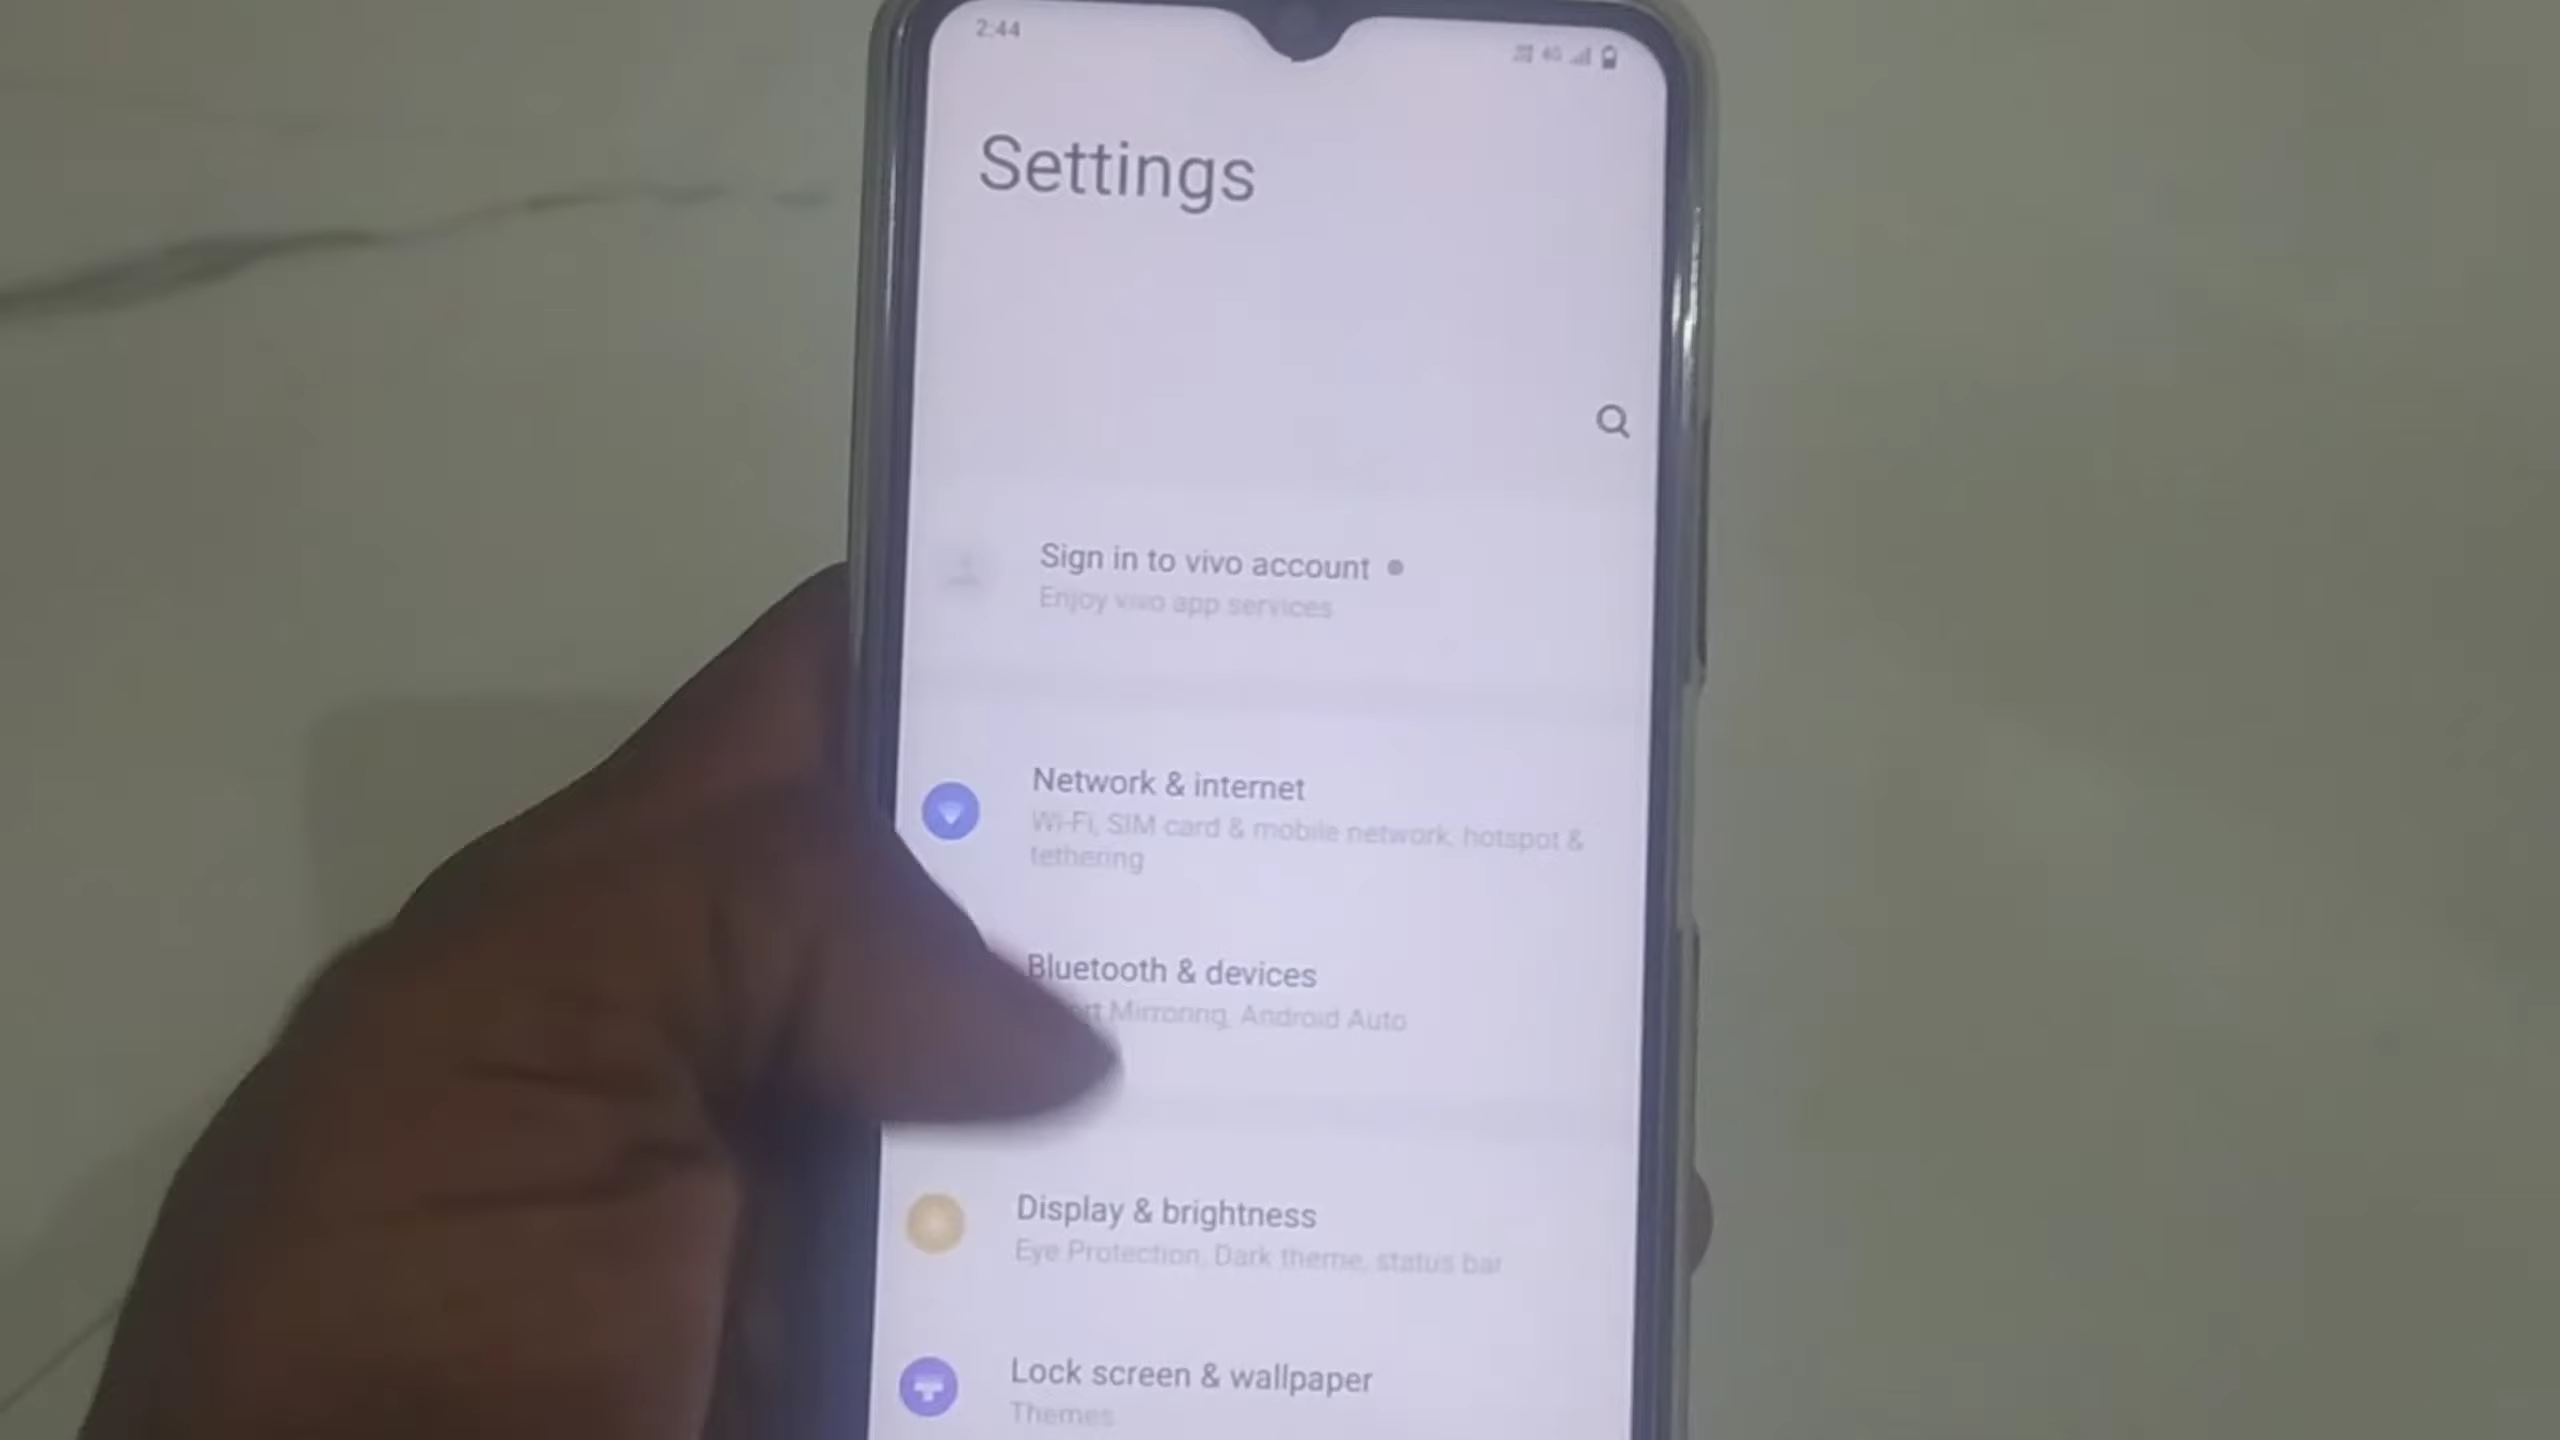 2:44
4G
Settings
Sign in to vivo account
Enjoy vivo app services
Network & internet
Wi-Fi, SIM card & mobile network, hotspot &
tethering
Bluetooth & devices
Mirroring, Android Auto
Display & brightness
Eye Protection, Dark theme, status bar
Lock screen & wallpaper
Themes